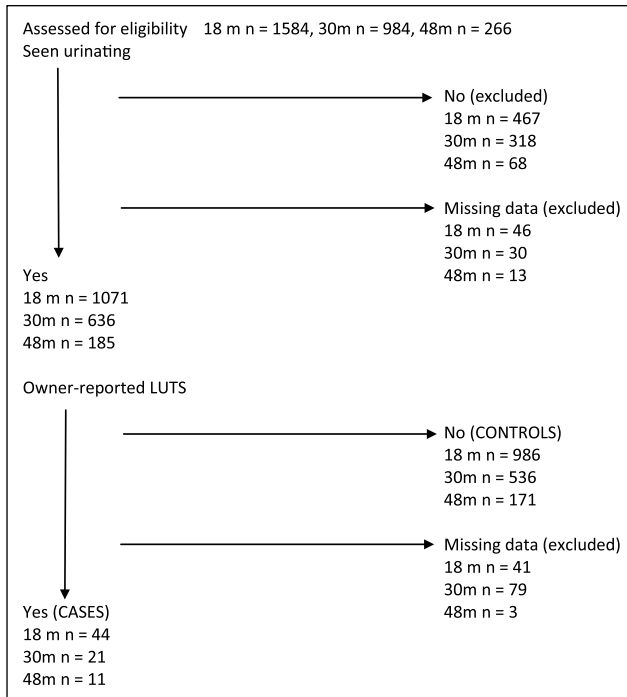 Assessed for eligibility 18 m n = 1584, 30m n = 984, 48m n = 266
Seen urinating
No (excluded)
18 m n = 467
30m n = 318
48m n = 68
Missing data (excluded)
18 m n = 46
30m n = 30
48m n = 13
Yes
18 m n = 1071
30m n = 636
48m n = 185
Owner-reported LUTS
No (CONTROLS)
18 m n = 986
30m n = 536
48m n = 171
Missing data (excluded)
18 m n = 41
30m n = 79
48m n = 3
Yes (CASES)
18 m n = 44
30m n = 21
48m n = 11